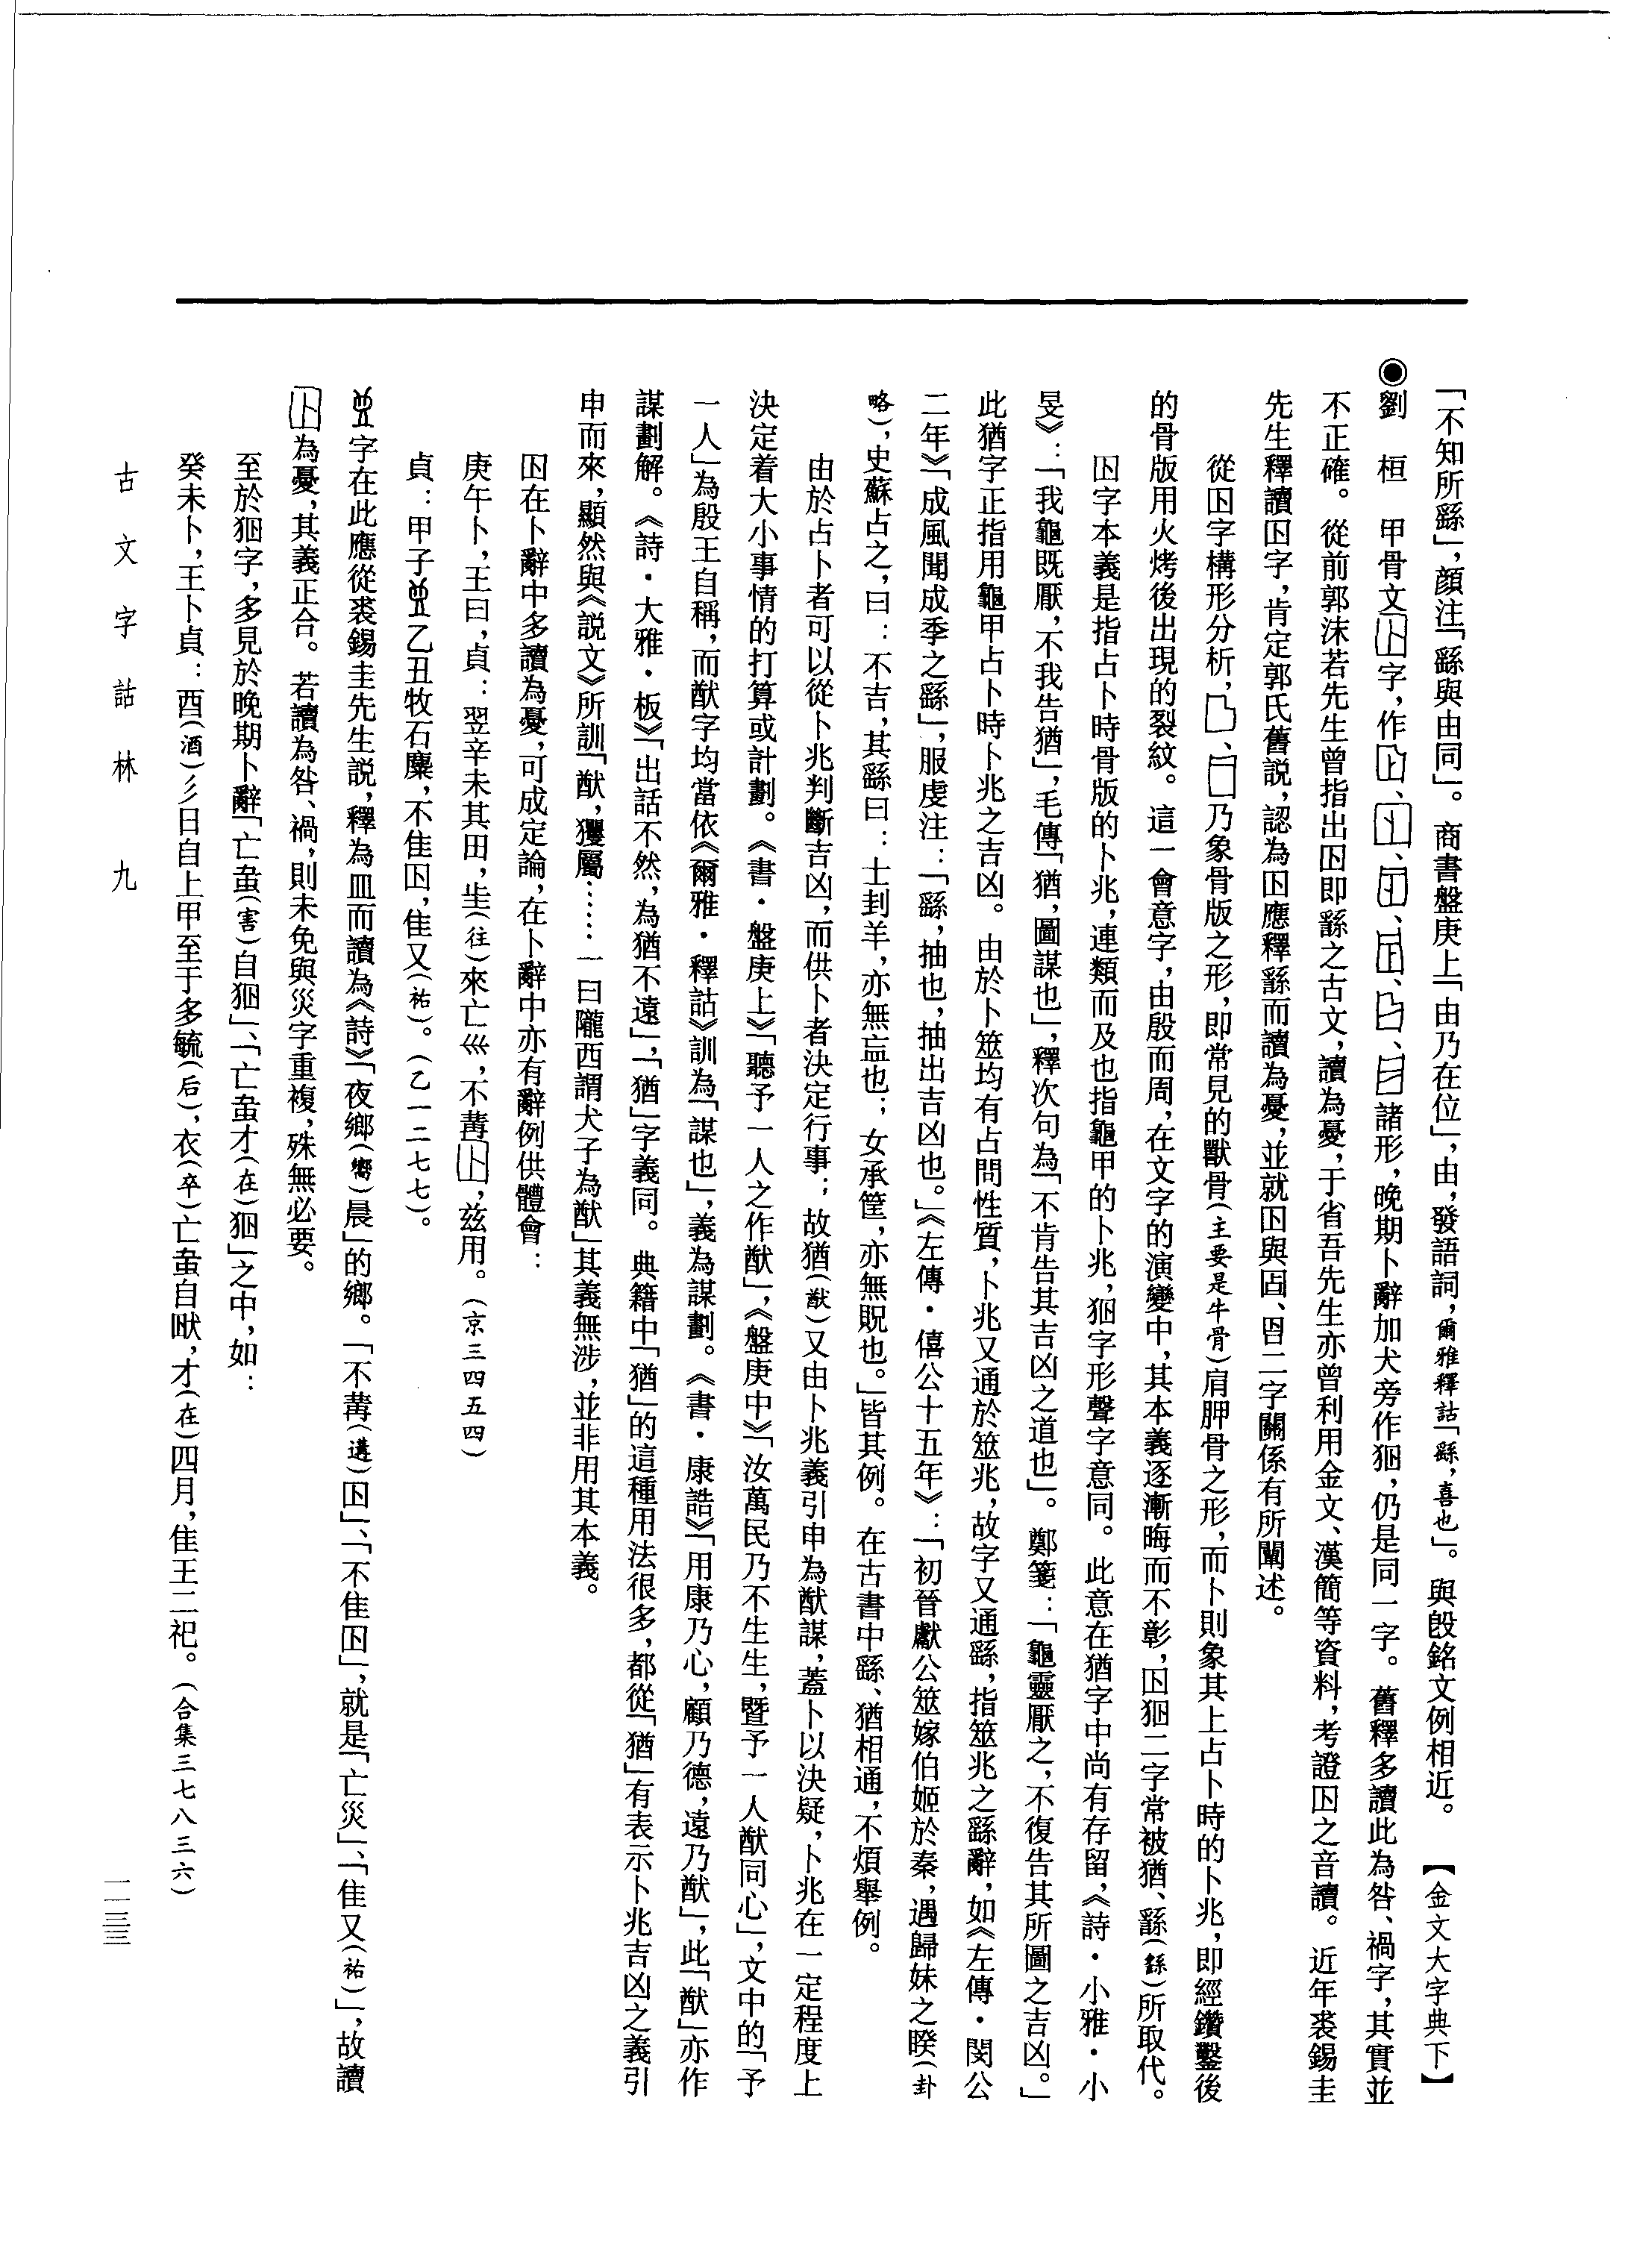 「不知所繇」,顏注「繇與由同」。商書盤庚上「由乃在位」,由,發語詞,爾雅釋詁「繇,喜也」。與𣪘銘文例相近。【金文大字典下】
◉劉　桓　甲骨文字,作、、、、、諸形,晚期卜辭加犬旁作𤞷,仍是同一字。舊釋多讀此為咎、禍字,其實並
不正確。從前郭沫若先生曾指出囦即繇之古文,讀為憂,于省吾先生亦曾利用金文、漢簡等資料,考證之音讀。近年裘錫圭
先生釋讀字,肯定郭氏舊說,認為應釋繇而讀為憂,並就與、二字關係有所闡述。
從字構形分析,、乃象骨版之形,即常見的獸骨(主要是牛骨)肩胛骨之形,而卜則象其上占卜時的卜兆,即經鑽鑿後
的骨版用火烤後出現的裂紋。這一會意字,由殷而周,在文字的演變中,其本義逐漸晦而不彰,二字常被猶、繇(繇)所取代。
字本義是指占卜時骨版的卜兆,連類而及也指龜甲的卜兆,字形聲字意同。此意在猶字中尚有存留,《詩·小雅·小
旻》:「我龜既厭,不我告猶」,毛傳「猶,圖謀也」,釋次句為「不肯告其吉凶之道也」。鄭箋:「龜靈厭之,不復告其所圖之吉凶。」
此猶字正指用龜甲占卜時卜兆之吉凶。由於卜筮均有占問性質,卜兆又通於筮兆,故字又通繇,指筮兆之繇辭,如《左傳·閔公
二年》「成風聞成季之繇」,服虔注:「繇,抽也,抽出吉凶也。」《左傳·僖公十五年》:「初晉獻公筮嫁伯姬於秦,遇歸妹之睽(卦
略),史蘇占之,曰:不吉,其繇曰:士刲羊,亦無衁也;女承筐,亦無貺也。」皆其例。在古書中繇、猶相通,不煩舉例。
由於占卜者可以從卜兆判斷吉凶,而供卜者決定行事;故猶(猷)又由卜兆義引申為猷謀,蓋卜以決疑,卜兆在一定程度上
決定着大小事情的打算或計劃。《書·盤庚上》「聽予一人之作猷」,《盤庚中》「汝萬民乃不生生,暨予一人猷同心」,文中的「予
一人」為殷王自稱,而猷字均當依《爾雅·釋詁》訓為「謀也」,義為謀劃。《書·康誥》「用康乃心,顧乃德,遠乃猷」,此「猷」亦作
謀劃解。《詩·大雅·板》「出話不然,為猶不遠」,「猶」字義同。典籍中「猶」的這種用法很多,都從「猶」有表示卜兆吉凶之義引
申而來,顯然與《說文》所訓「猷,玃屬……一曰隴西謂犬子為猷」其義無涉,並非用其本義。
在卜辭中多讀為憂,可成定論,在卜辭中亦有辭例供體會:
庚午卜,王曰,貞:翌辛未其田,㞷(往)來亡巛,不冓,兹用。(京三四五四)
貞:甲子乙丑牧石麋,不隹,隹又(祐)。(乙一二七七)。
字在此應從裘錫圭先生說,釋為皿而讀為《詩》「夜鄉(嚮)晨」的鄉。「不冓(遘)」、「不隹」,就是「亡災」、「隹又(祐)」,故讀
為憂,其義正合。若讀為咎、禍,則未免與災字重複,殊無必要。
至於字,多見於晚期卜辭「亡𧉘(害)自」、「亡𧉘才(在)」之中,如:
癸未卜,王卜貞:酉(酒)彡日自上甲至于多毓(后),衣(卒)亡𧉘自𤝞,才(在)四月,隹王二祀。(合集三七八三六)
古文字詁林　九
一一三三